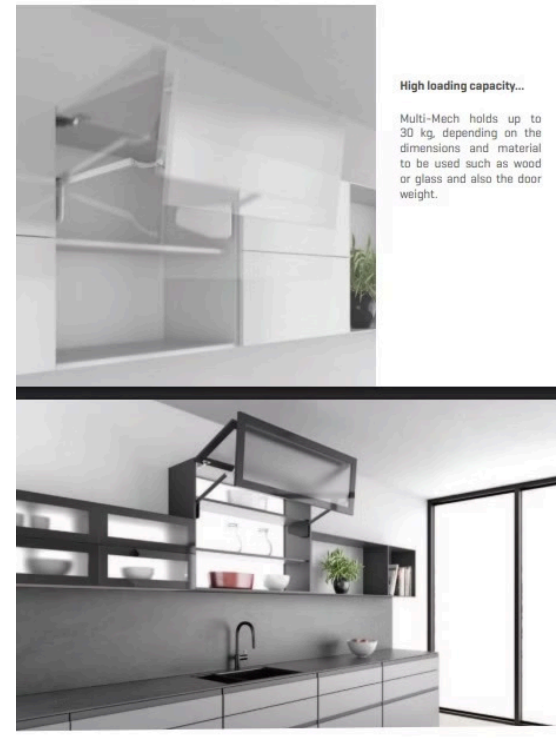 High loading capacity...
Multi-Mech holds up to
30 kg, depending on the
dimensions and material
to be used such as wood
or glass and also the door
weight.